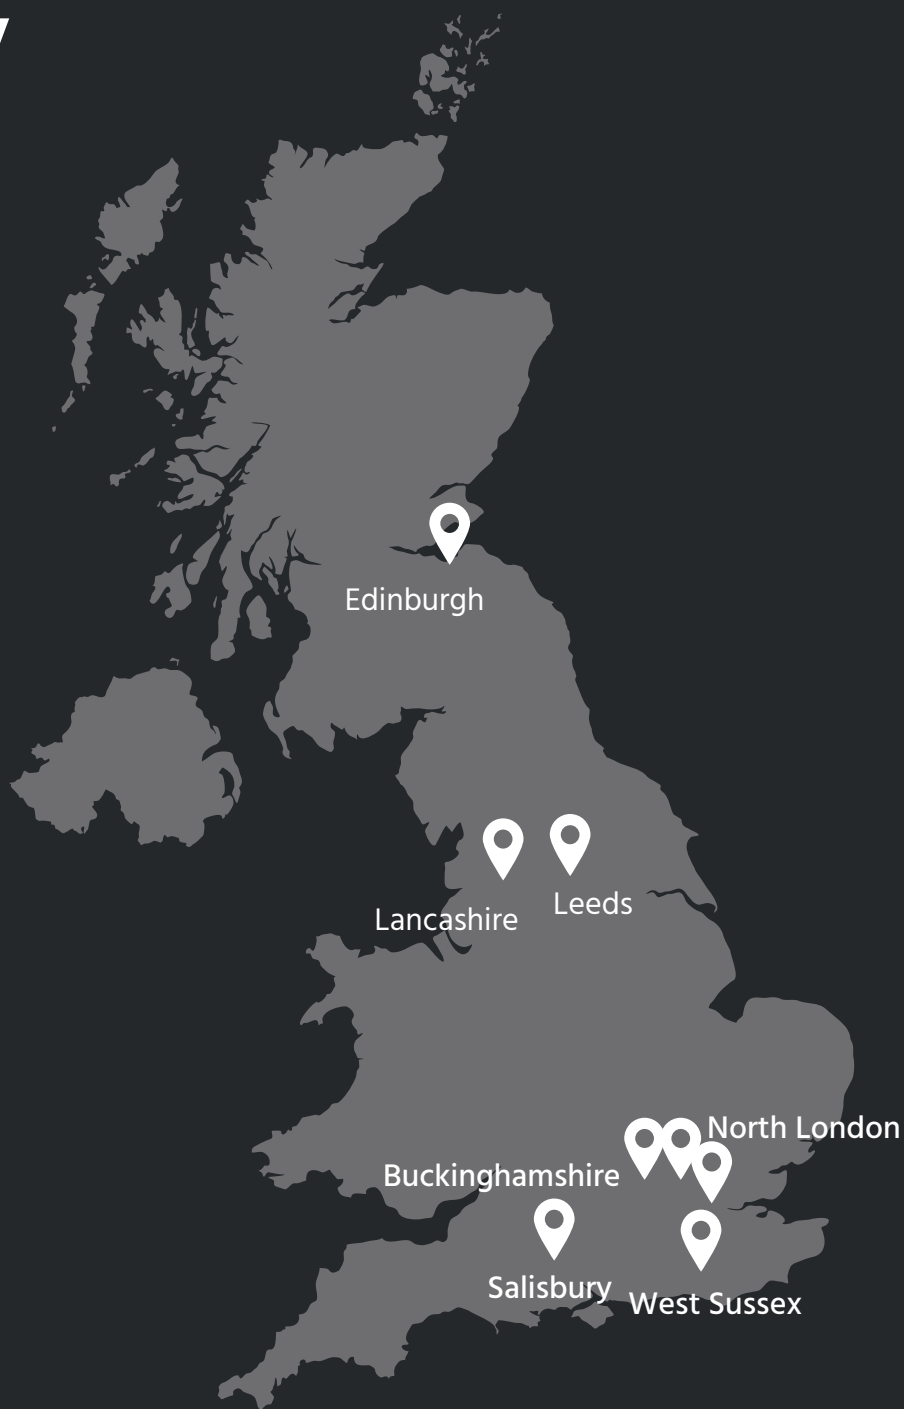 Edinburgh
Leeds
Lancashire
North London
Buckinghamshire
Salisbury
West Sussex